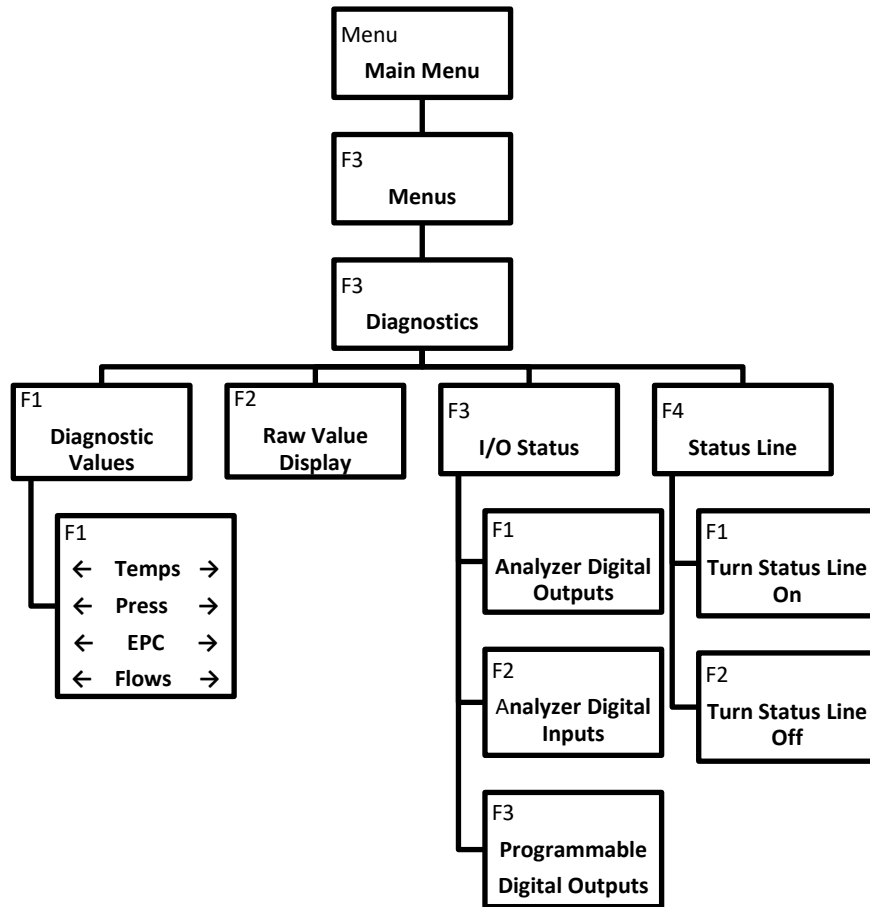 Menu
Main Menu
F3
Menus
F3
Diagnostics
F1
Diagnostic
Values
F2
Raw Value
Display
F3
I/O Status
F4
Status Line
F1
← Temps →
← Press →
← EPC →
← Flows →
F1
Analyzer Digital
Outputs
F2
Analyzer Digital
Inputs
F3
Programmable
Digital Outputs
F1
Turn Status Line
On
F2
Turn Status Line
Off